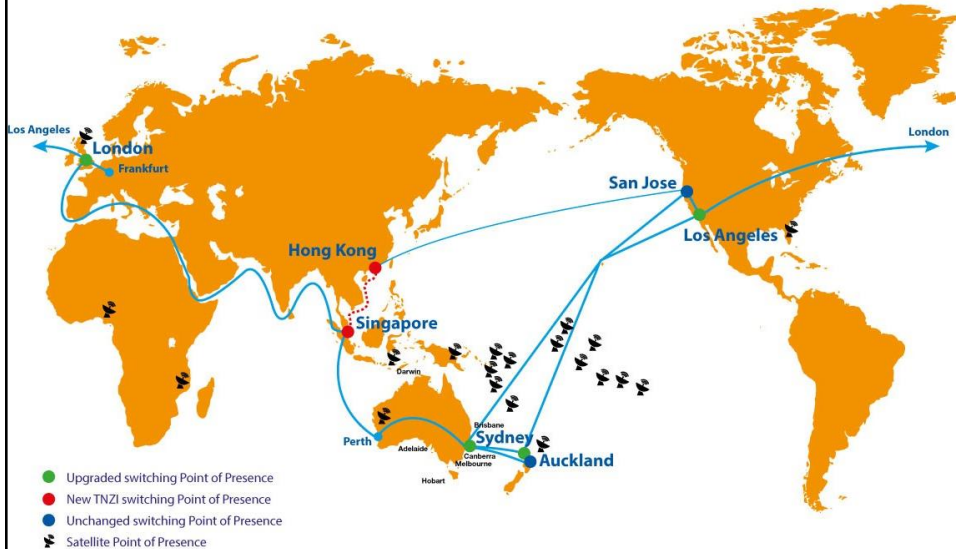 Los Angeles
London
London
Frankfurt
San Jose
Los Angeles
Hong Kong
Singapore
Darwin
Brisbane
Perth
Sydney
Adelaide
Canberra
Melbourne
Auckland
Hobart
Upgraded switching Point of Presence
New TNZI switching Point of Presence
Unchanged switching Point of Presence
Satellite Point of Presence